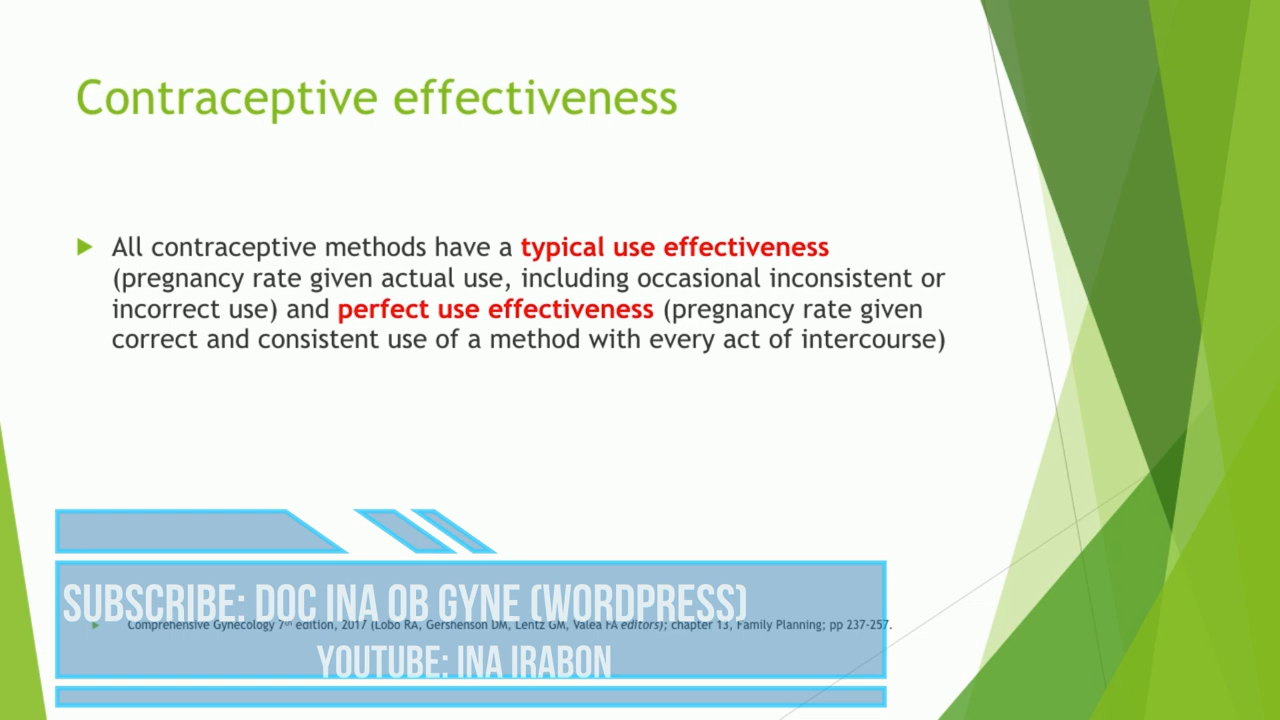 Contraceptive effectiveness
All contraceptive methods have a typical use effectiveness
(pregnancy rate given actual use, including occasional inconsistent or
incorrect use) and perfect use effectiveness (pregnancy rate given
correct and consistent use of a method with every act of intercourse)
SUBSCRIBE: DOC INA OB GYNE (WORDPRESS)
Comprehensive Gynecology 7th edition, 2017 (Lobo RA, Gershenson DM, Lentz GM, Valea FA editors); chapter 13, Family Planning; pp 237-257.
YOUTUBE: INA IRABON